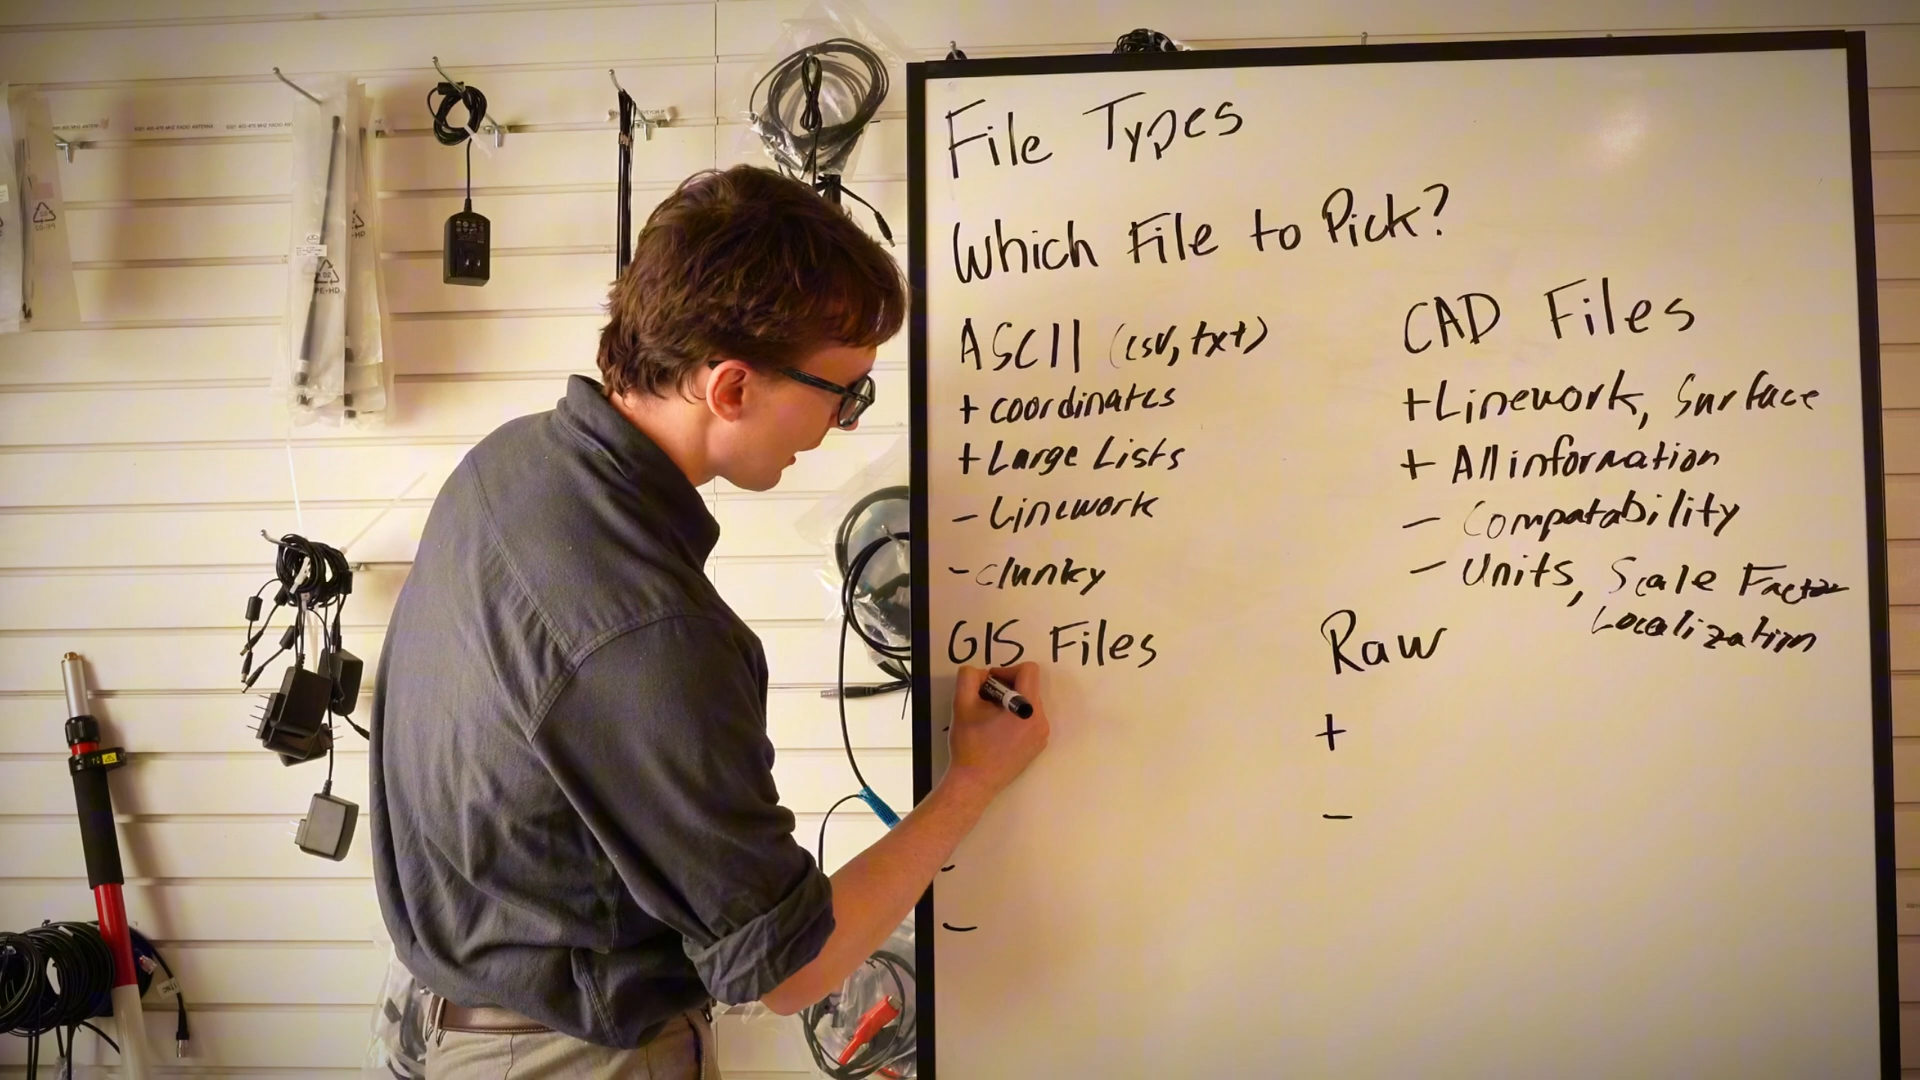 File Types
Which File to Pick?
ASCII (csv, txt)
+ coordinates
+ Large Lists
- Linework
- clunky
CAD Files
+ Linework, Surface
+ All information
- Compatability
- Units, Scale Factor
Localization
GIS Files
-
-
Raw
+
-